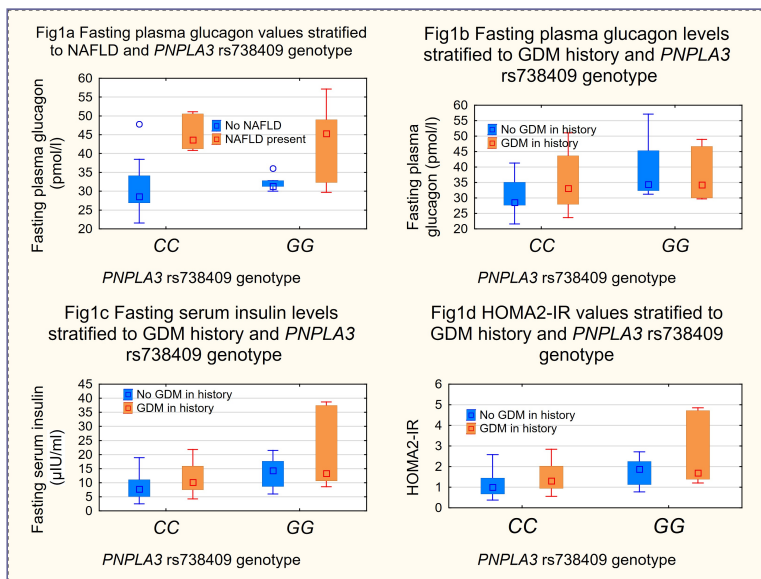 Fig1a Fasting plasma glucagon values stratified
to NAFLD and PNPLA3 rs738409 genotype
60
55
50
45
40
35
30
25
20
Fasting plasma glucagon
(pmol/l)
No NAFLD
NAFLD present
CC
GG
PNPLA3 rs738409 genotype
Fig1b Fasting plasma glucagon levels
stratified to GDM history and PNPLA3
rs738409 genotype
60
55
50
45
40
35
30
25
20
Fasting plasma
glucagon (pmol/l)
No GDM in history
GDM in history
CC
GG
PNPLA3 rs738409 genotype
Fig1c Fasting serum insulin levels
stratified to GDM history and PNPLA3
rs738409 genotype
45
40
35
30
25
20
15
10
5
0
Fasting serum insulin
(µIU/ml)
No GDM in history
GDM in history
CC
GG
PNPLA3 rs738409 genotype
Fig1d HOMA2-IR values stratified to
GDM history and PNPLA3 rs738409
genotype
6
5
4
3
2
1
0
HOMA2-IR
No GDM in history
GDM in history
CC
GG
PNPLA3 rs738409 genotype